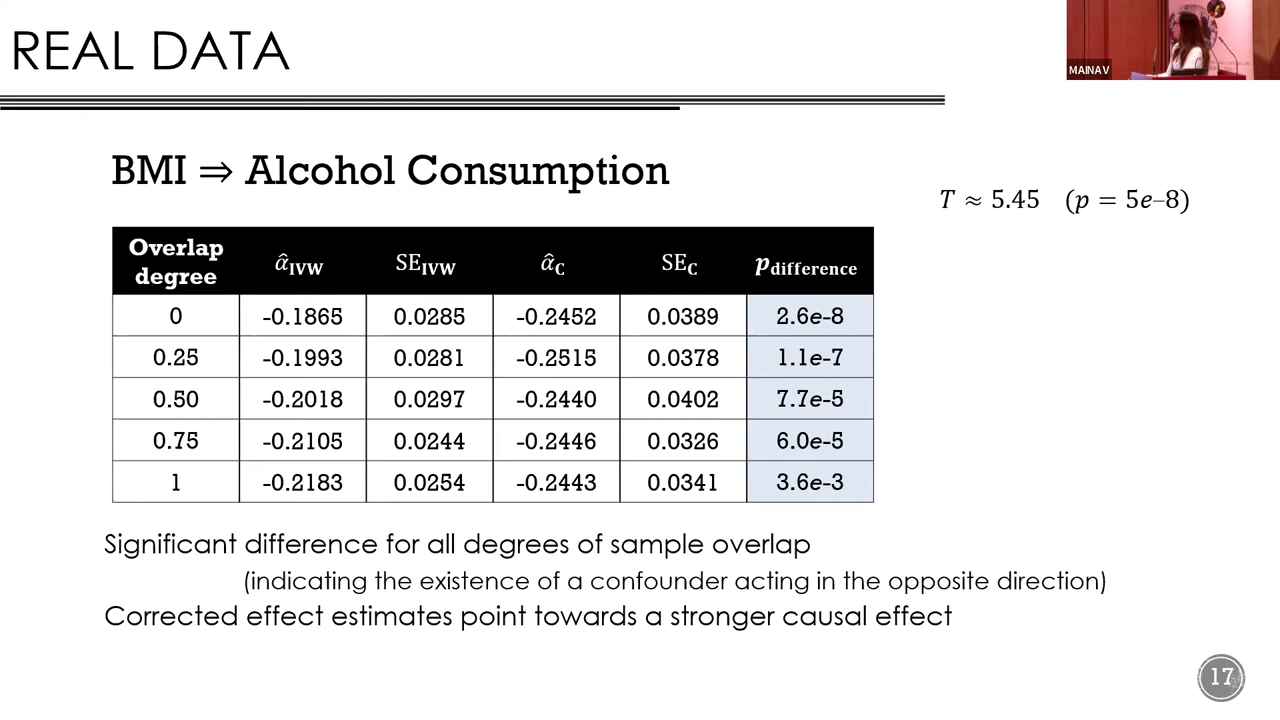 REAL DATA
MAINAV
BMI ⇒ Alcohol Consumption
T ≈ 5.45 (p = 5e–8)
Overlap degree α̂IVW SEIVW α̂C SEC pdifference
0 -0.1865 0.0285 -0.2452 0.0389 2.6e-8
0.25 -0.1993 0.0281 -0.2515 0.0378 1.1e-7
0.50 -0.2018 0.0297 -0.2440 0.0402 7.7e-5
0.75 -0.2105 0.0244 -0.2446 0.0326 6.0e-5
1 -0.2183 0.0254 -0.2443 0.0341 3.6e-3
Significant difference for all degrees of sample overlap
(indicating the existence of a confounder acting in the opposite direction)
Corrected effect estimates point towards a stronger causal effect
17